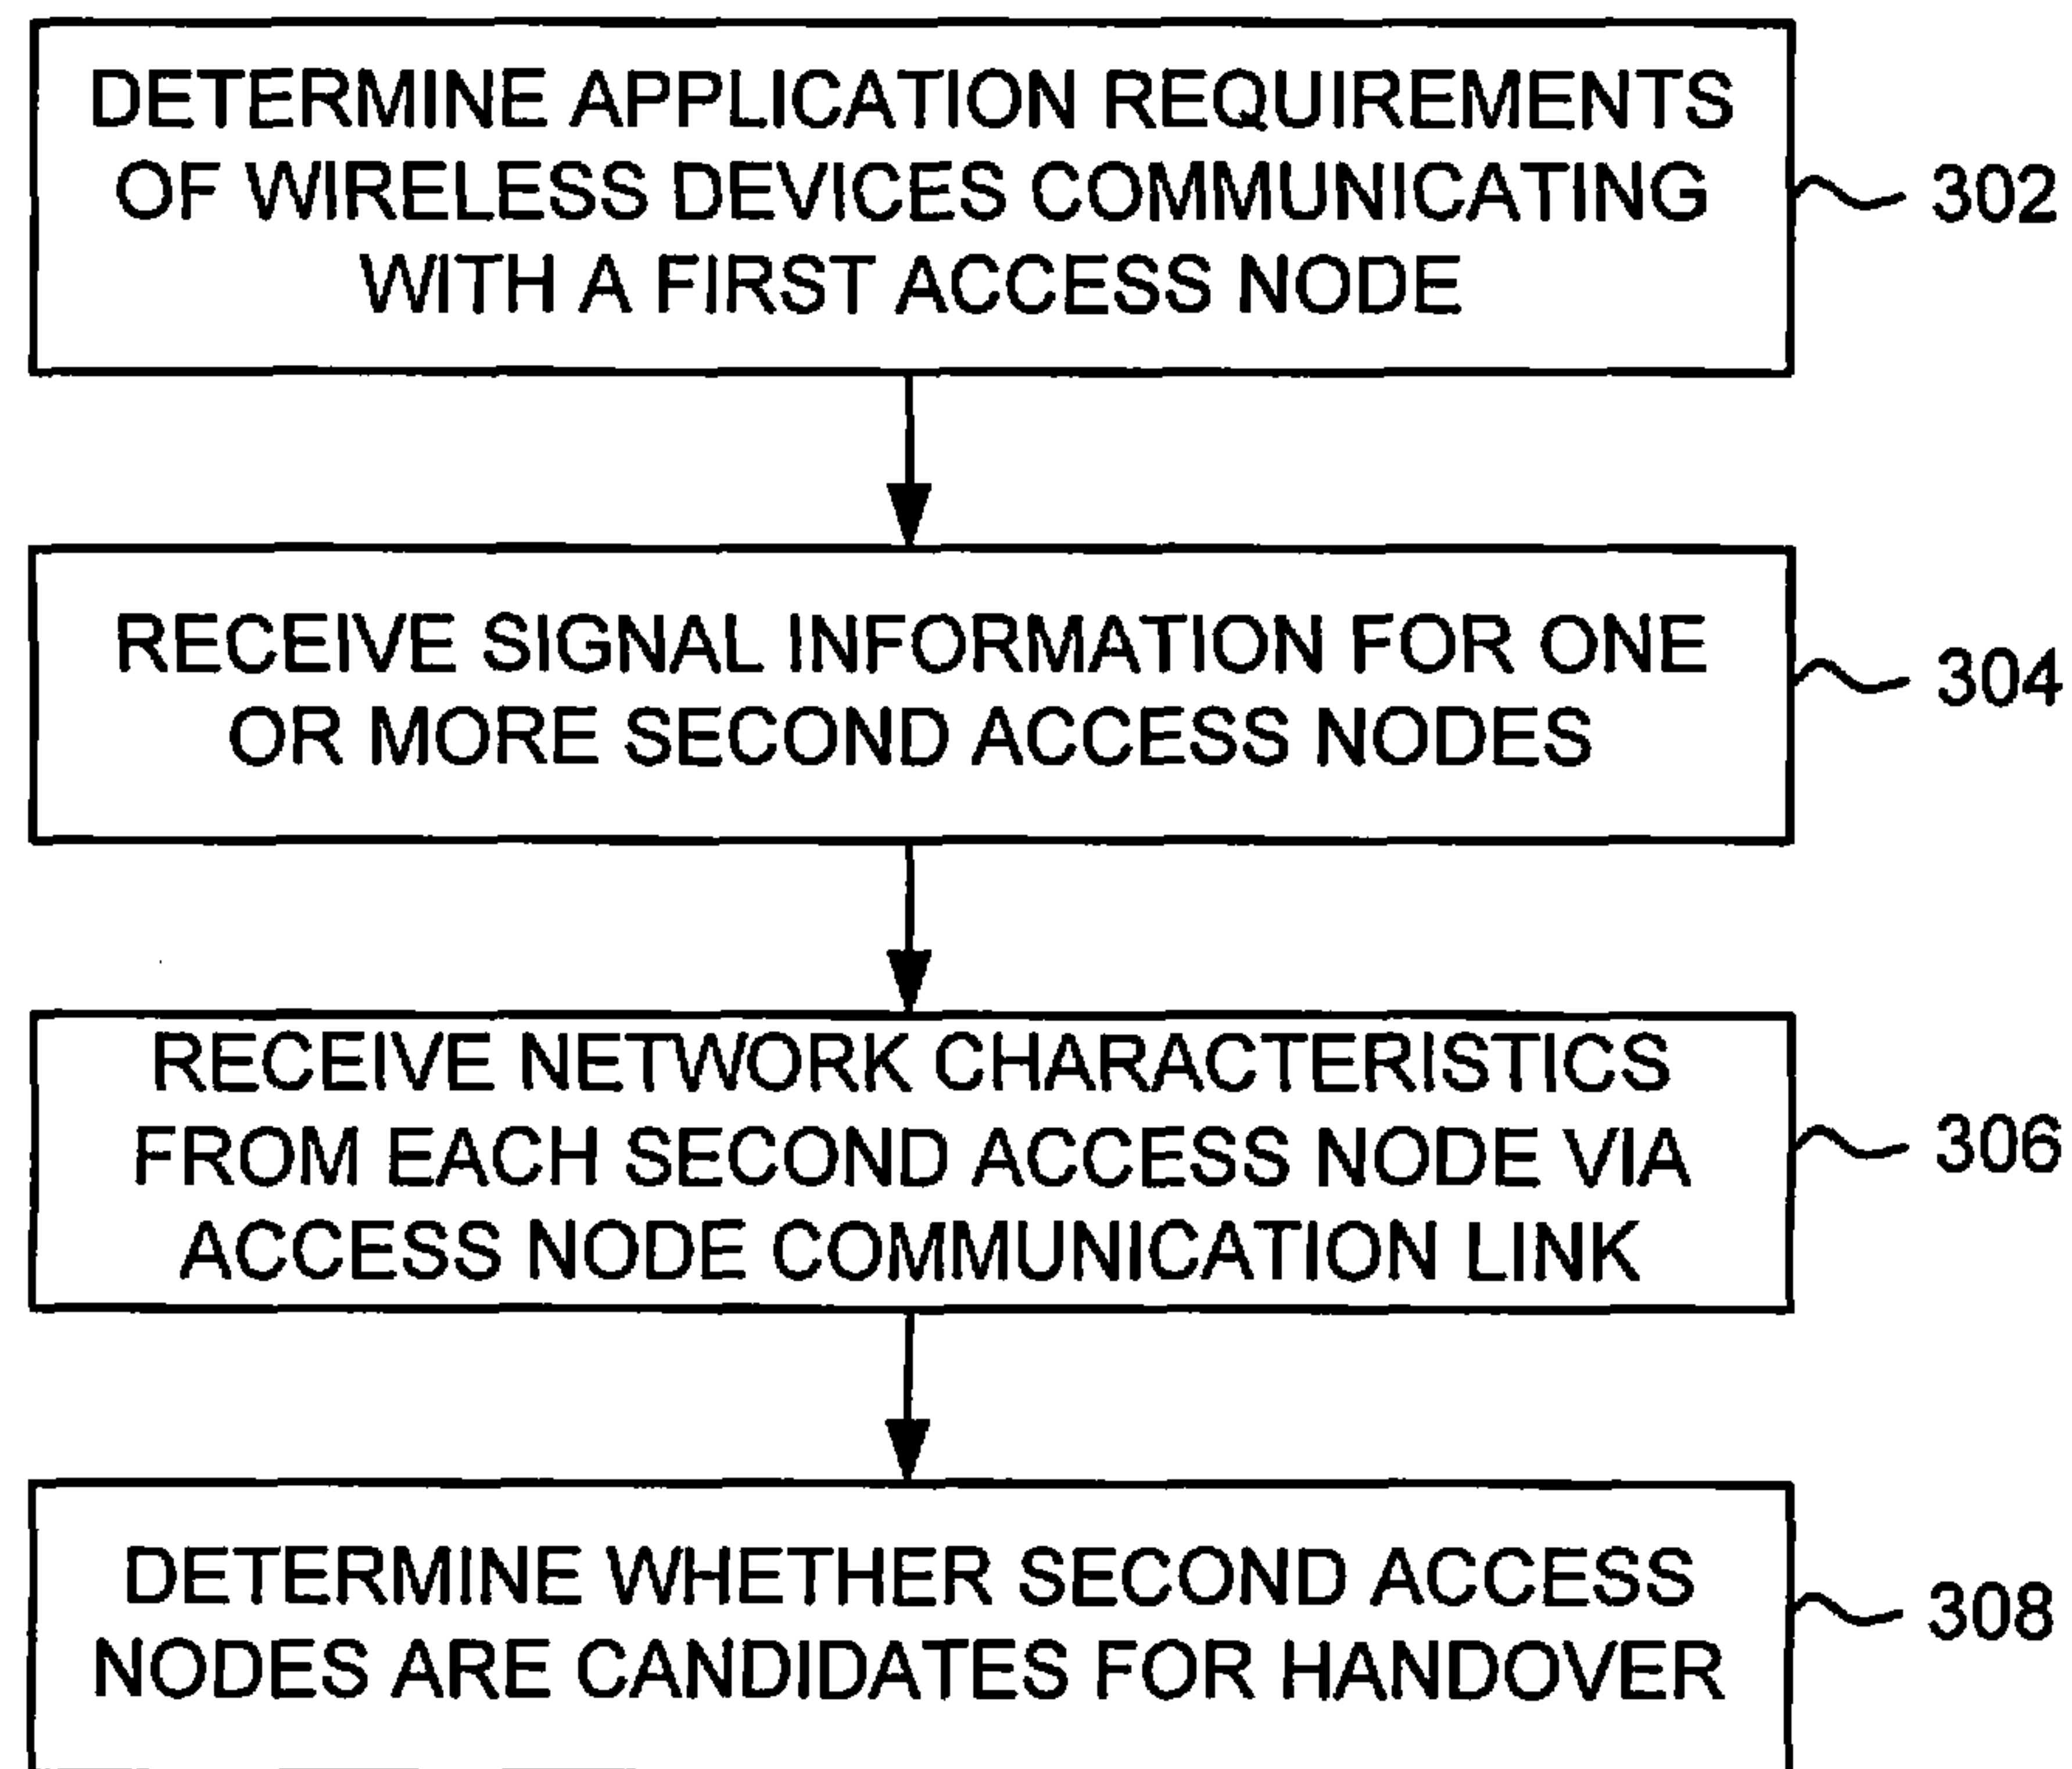 DETERMINE APPLICATION REQUIREMENTS
OF WIRELESS DEVICES COMMUNICATING
WITH A FIRST ACCESS NODE
302
RECEIVE SIGNAL INFORMATION FOR ONE
OR MORE SECOND ACCESS NODES
304
RECEIVE NETWORK CHARACTERISTICS
FROM EACH SECOND ACCESS NODE VIA
ACCESS NODE COMMUNICATION LINK
306
DETERMINE WHETHER SECOND ACCESS
NODES ARE CANDIDATES FOR HANDOVER
308